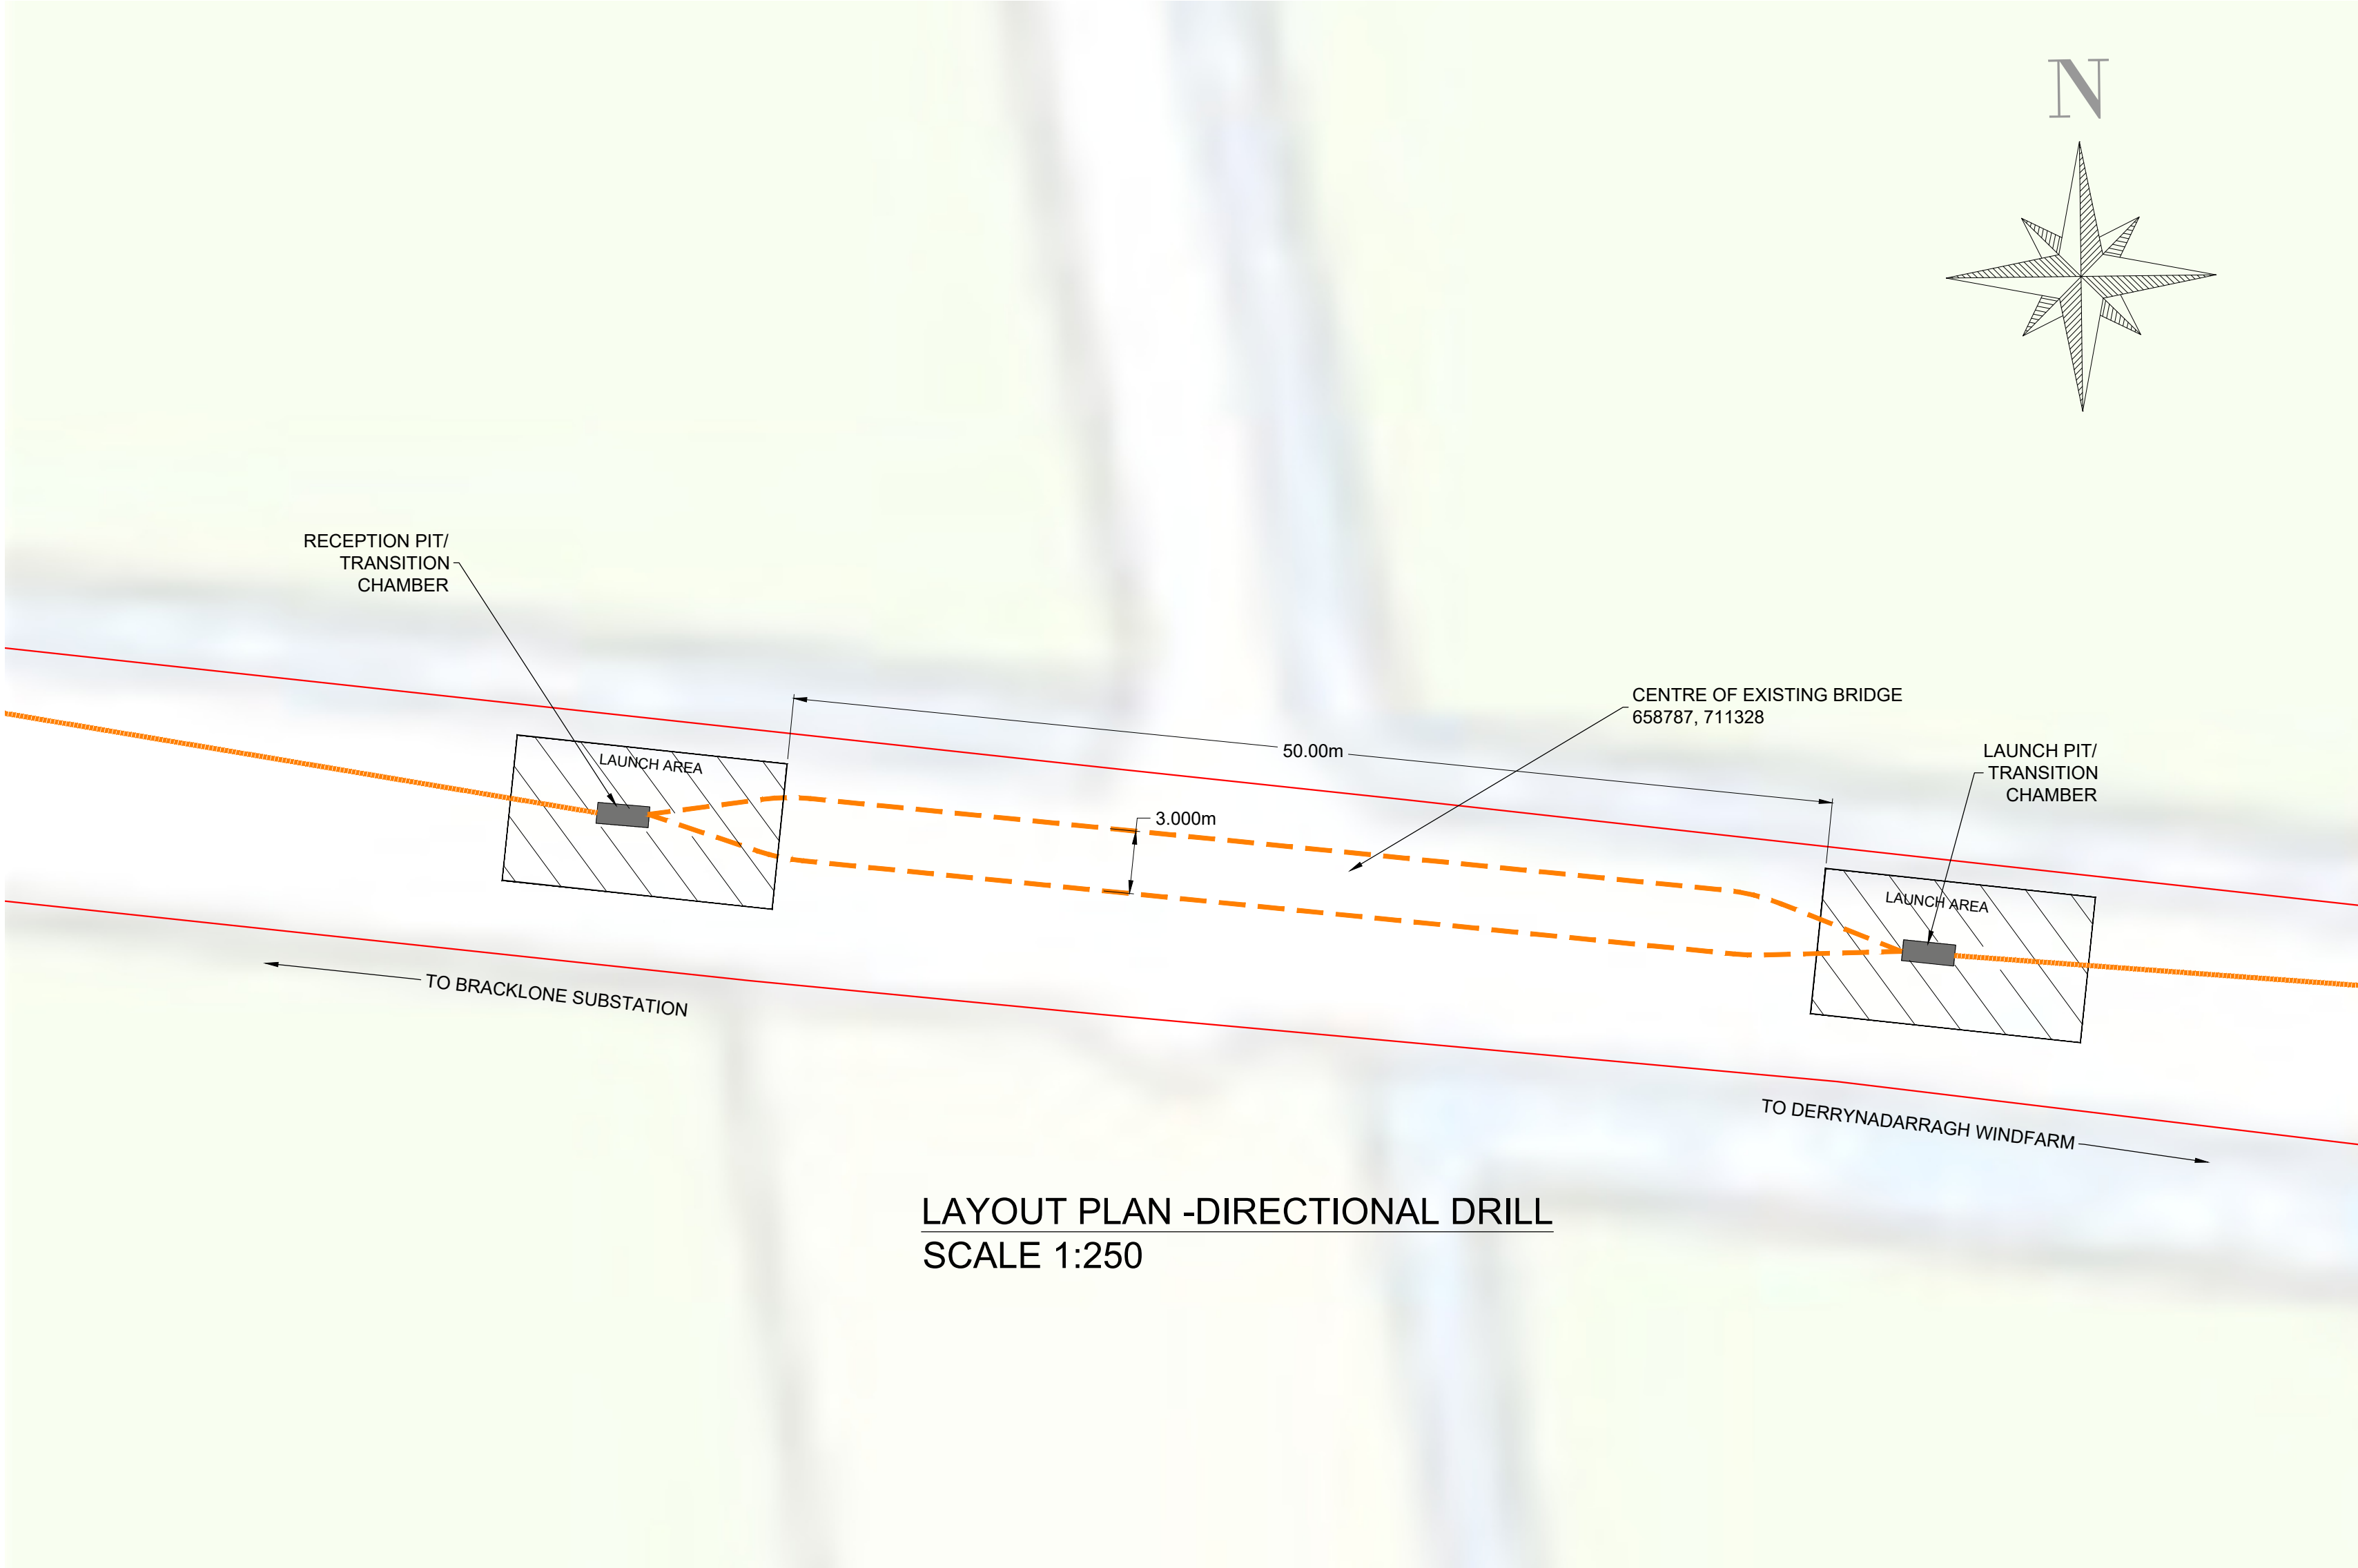 N
RECEPTION PIT/
TRANSITION
CHAMBER
LAUNCH AREA
50.00m
3.000m
CENTRE OF EXISTING BRIDGE
658787, 711328
LAUNCH PIT/
TRANSITION
CHAMBER
LAUNCH AREA
TO BRACKLONE SUBSTATION
TO DERRYNADARRAGH WINDFARM
LAYOUT PLAN -DIRECTIONAL DRILL
SCALE 1:250